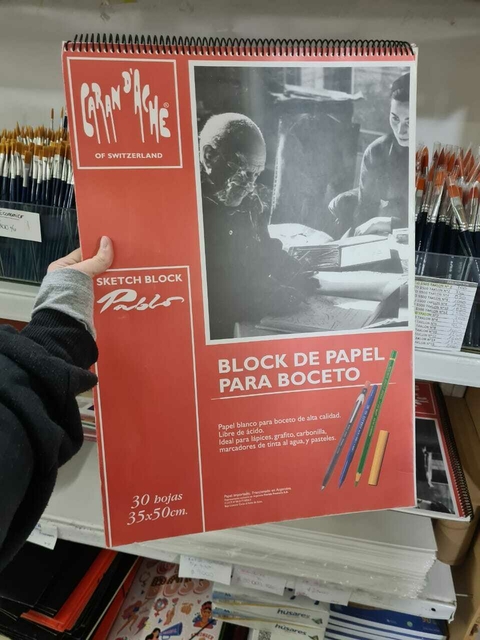 CARAN D'ACHE®
OF SWITZERLAND
SKETCH BLOCK
Pablo
BLOCK DE PAPEL
PARA BOCETO
Papel blanco para boceto de alta calidad.
Libre de ácido.
Ideal para lápices, grafito, carbonilla,
marcadores de tinta al agua, y pasteles.
30 hojas
35x50cm.